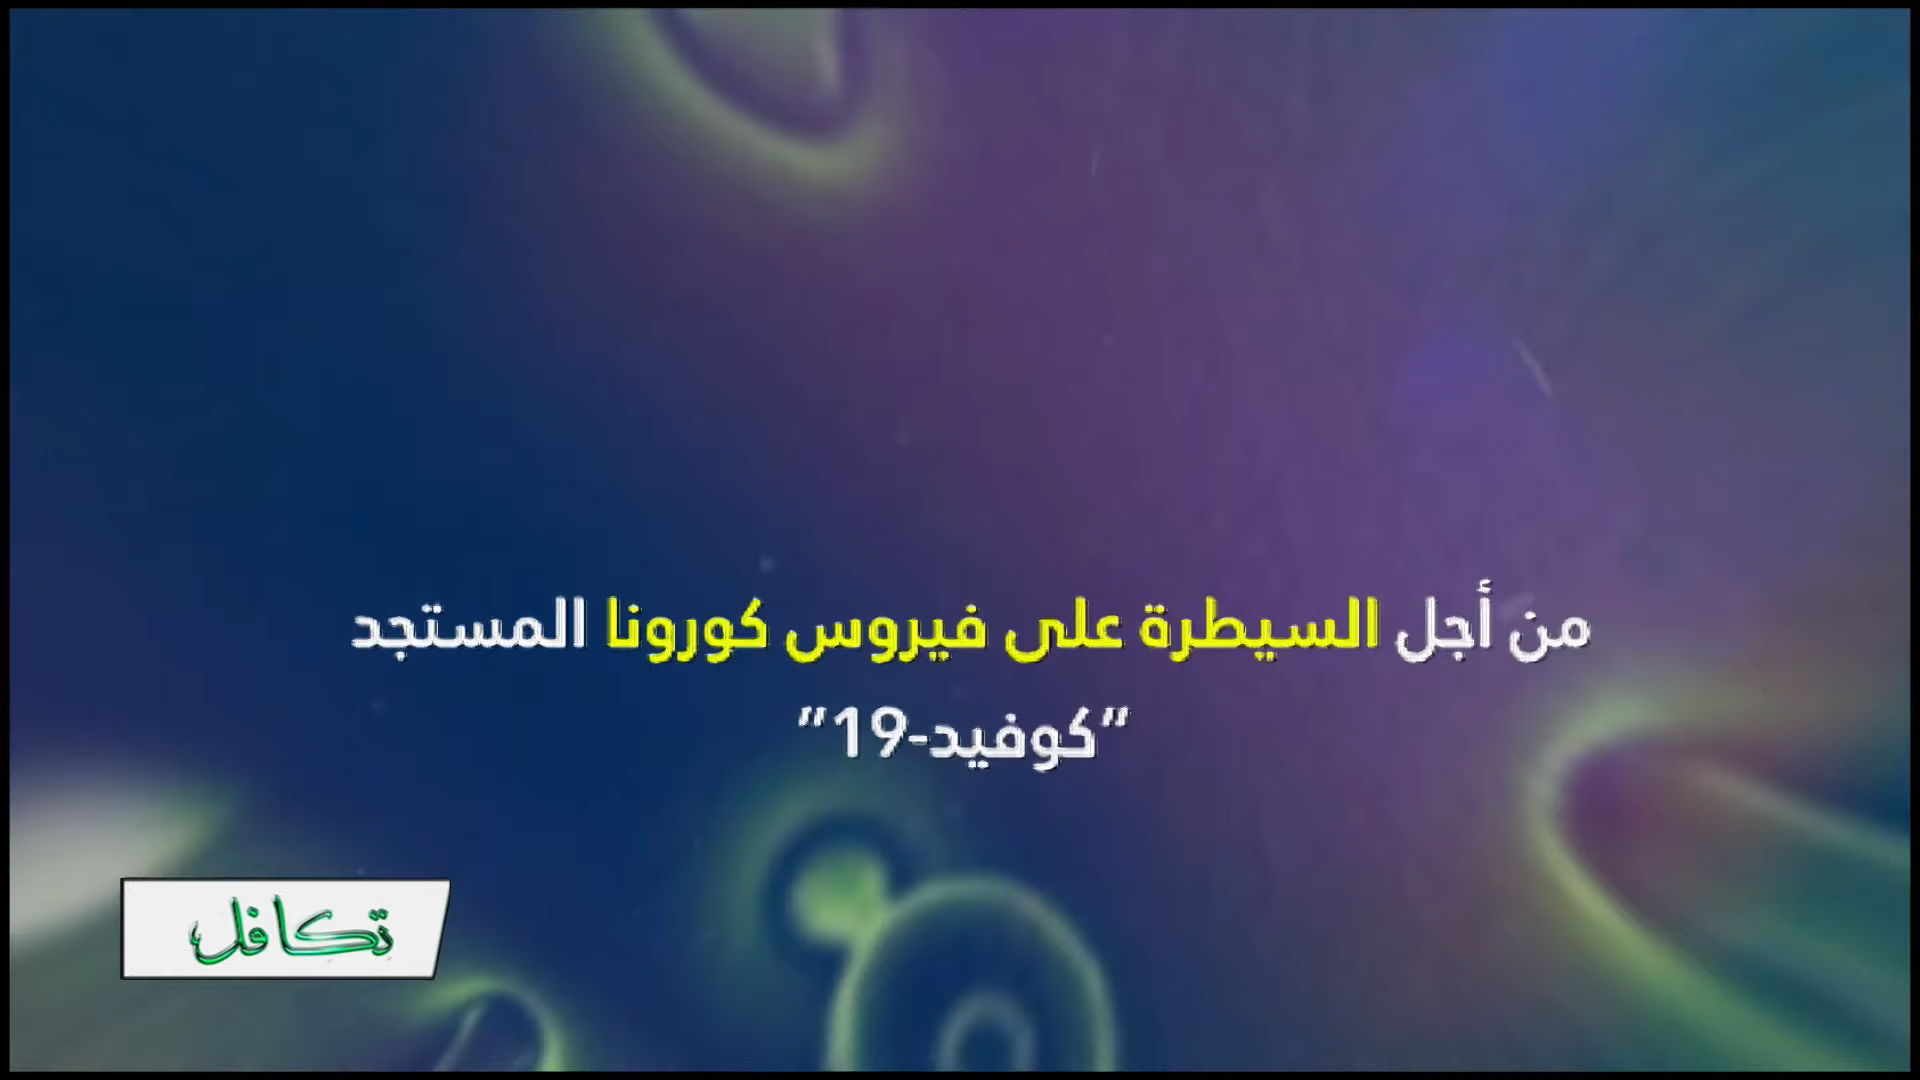 من أجل السيطرة على فيروس كورونا المستجد
“كوفيد-19”
تكافل